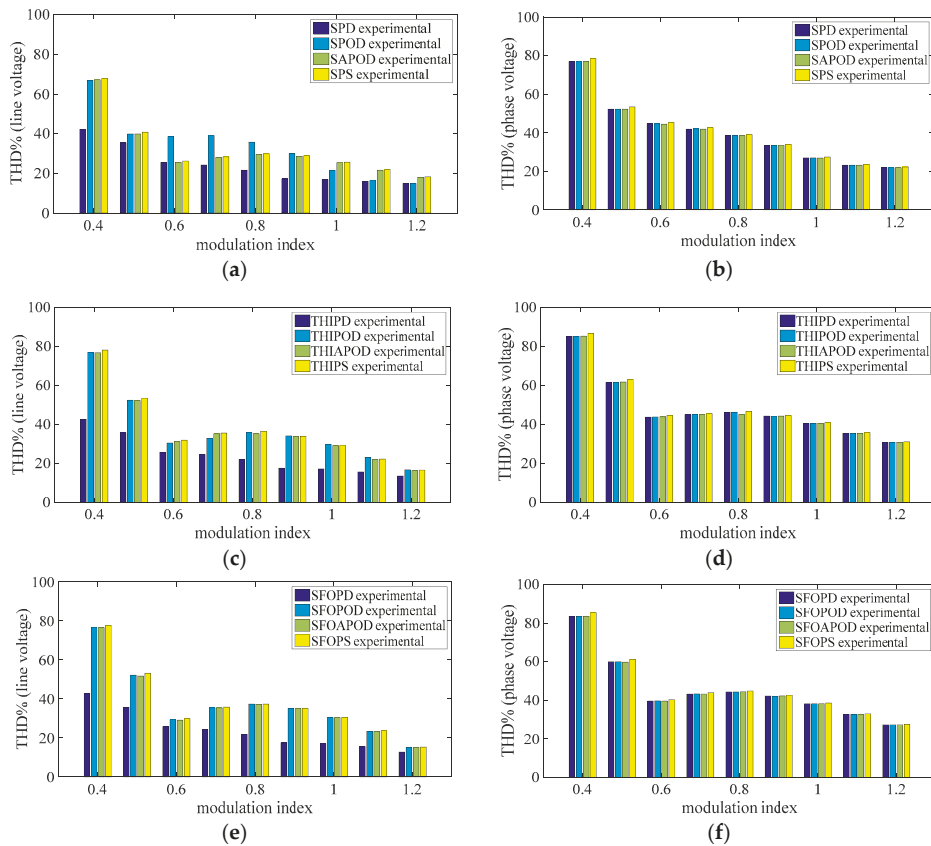 100
80
60
40
20
0
THD% (line voltage)
SPD experimental
SPOD experimental
SAPOD experimental
SPS experimental
0.4 0.6 0.8 1 1.2
modulation index
(a)
100
80
60
40
20
0
THD% (phase voltage)
SPD experimental
SPOD experimental
SAPOD experimental
SPS experimental
0.4 0.6 0.8 1 1.2
modulation index
(b)
100
80
60
40
20
0
THD% (line voltage)
THIPD experimental
THIPOD experimental
THIAPOD experimental
THIPS experimental
0.4 0.6 0.8 1 1.2
modulation index
(c)
100
80
60
40
20
0
THD% (phase voltage)
THIPD experimental
THIPOD experimental
THIAPOD experimental
THIPS experimental
0.4 0.6 0.8 1 1.2
modulation index
(d)
100
80
60
40
20
0
THD% (line voltage)
SFOPD experimental
SFOPOD experimental
SFOAPOD experimental
SFOPS experimental
0.4 0.6 0.8 1 1.2
modulation index
(e)
100
80
60
40
20
0
THD% (phase voltage)
SFOPD experimental
SFOPOD experimental
SFOAPOD experimental
SFOPS experimental
0.4 0.6 0.8 1 1.2
modulation index
(f)